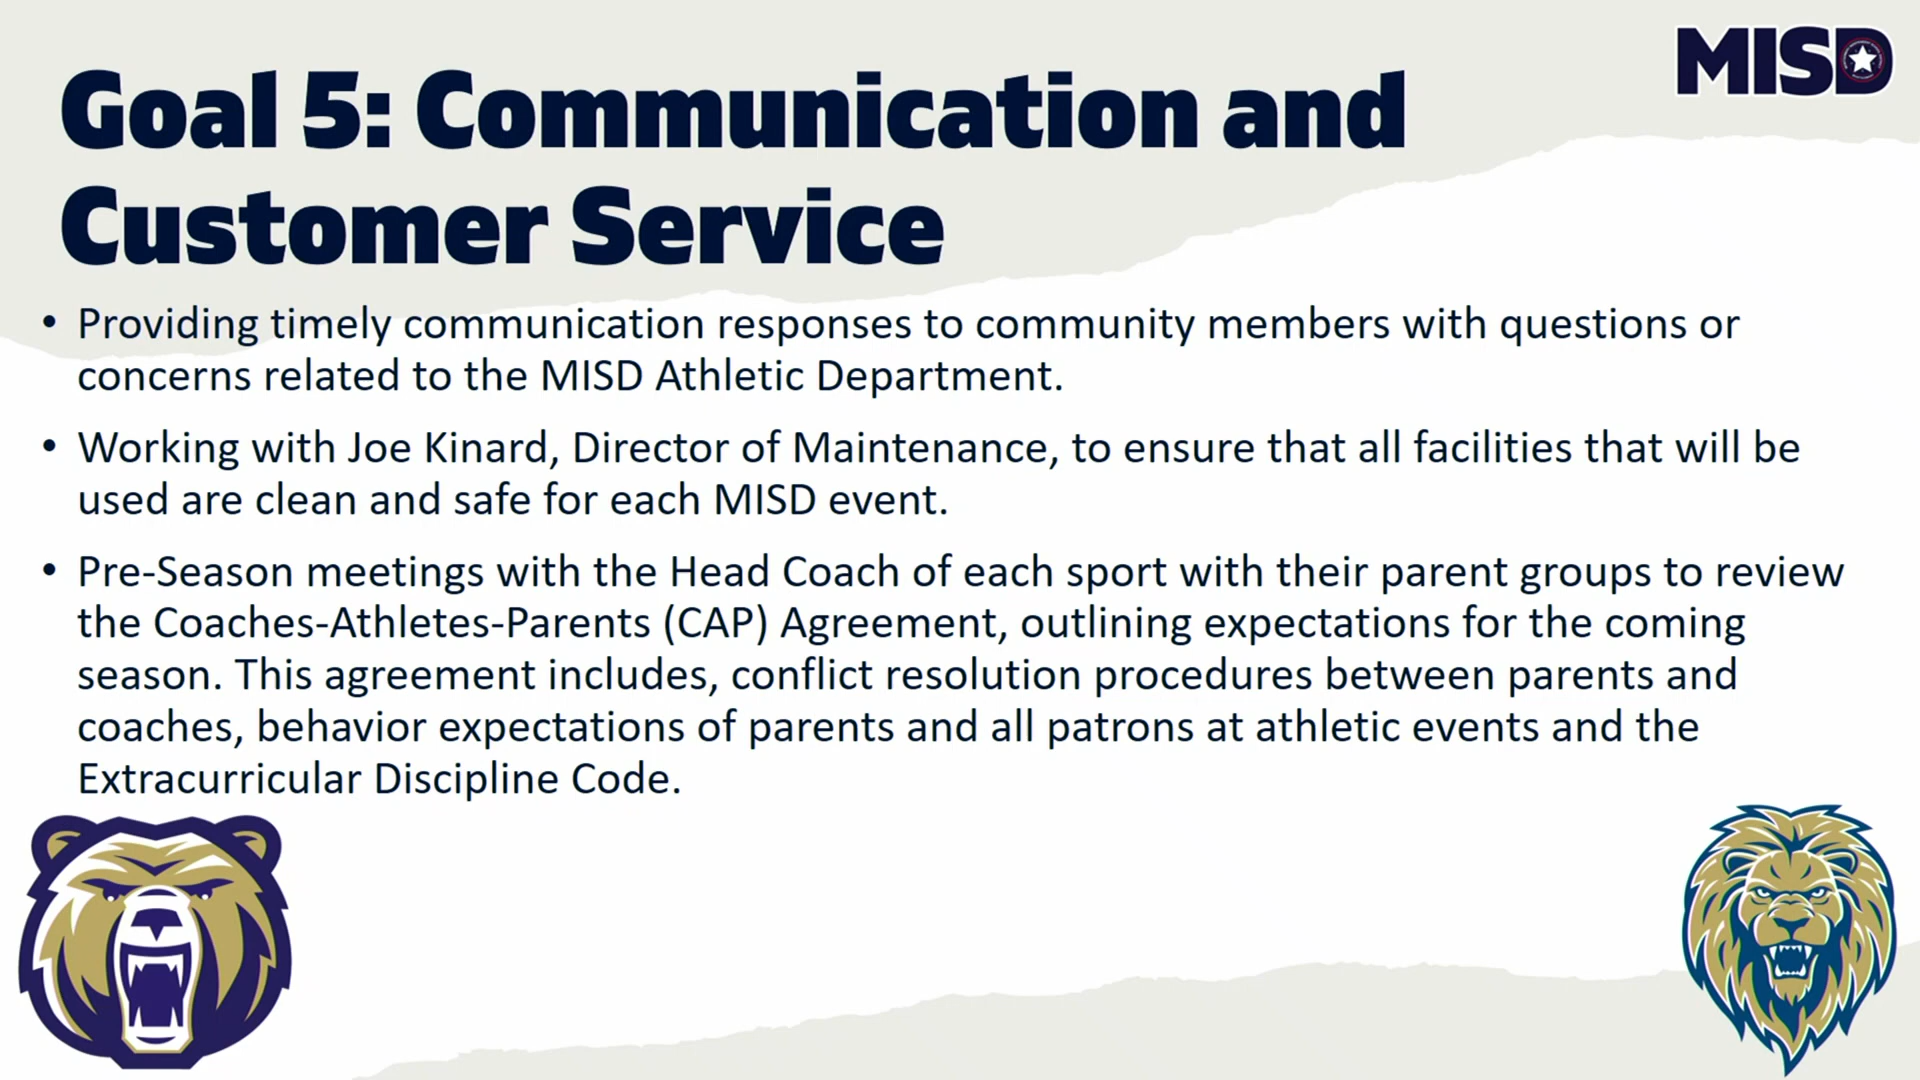 MISD
Goal 5: Communication and
Customer Service
• Providing timely communication responses to community members with questions or
concerns related to the MISD Athletic Department.
• Working with Joe Kinard, Director of Maintenance, to ensure that all facilities that will be
used are clean and safe for each MISD event.
• Pre-Season meetings with the Head Coach of each sport with their parent groups to review
the Coaches-Athletes-Parents (CAP) Agreement, outlining expectations for the coming
season. This agreement includes, conflict resolution procedures between parents and
coaches, behavior expectations of parents and all patrons at athletic events and the
Extracurricular Discipline Code.